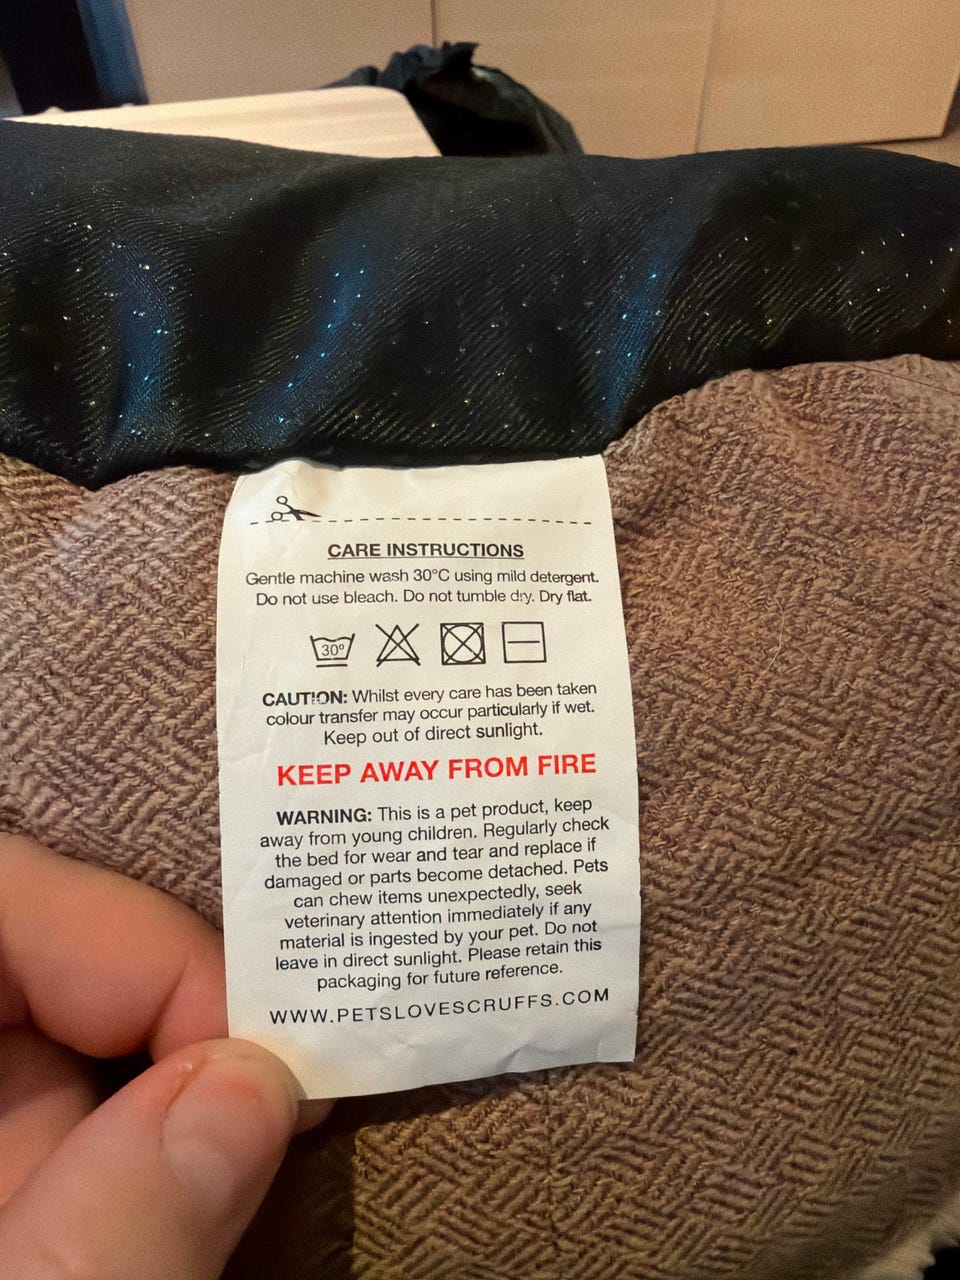 CARE INSTRUCTIONS
Gentle machine wash 30°C using mild detergent.
Do not use bleach. Do not tumble dry. Dry flat.
30°
CAUTION: Whilst every care has been taken
colour transfer may occur particularly if wet.
Keep out of direct sunlight.
KEEP AWAY FROM FIRE
WARNING: This is a pet product, keep
away from young children. Regularly check
the bed for wear and tear and replace if
damaged or parts become detached. Pets
can chew items unexpectedly, seek
veterinary attention immediately if any
material is ingested by your pet. Do not
leave in direct sunlight. Please retain this
packaging for future reference.
WWW.PETSLOVESCRUFFS.COM